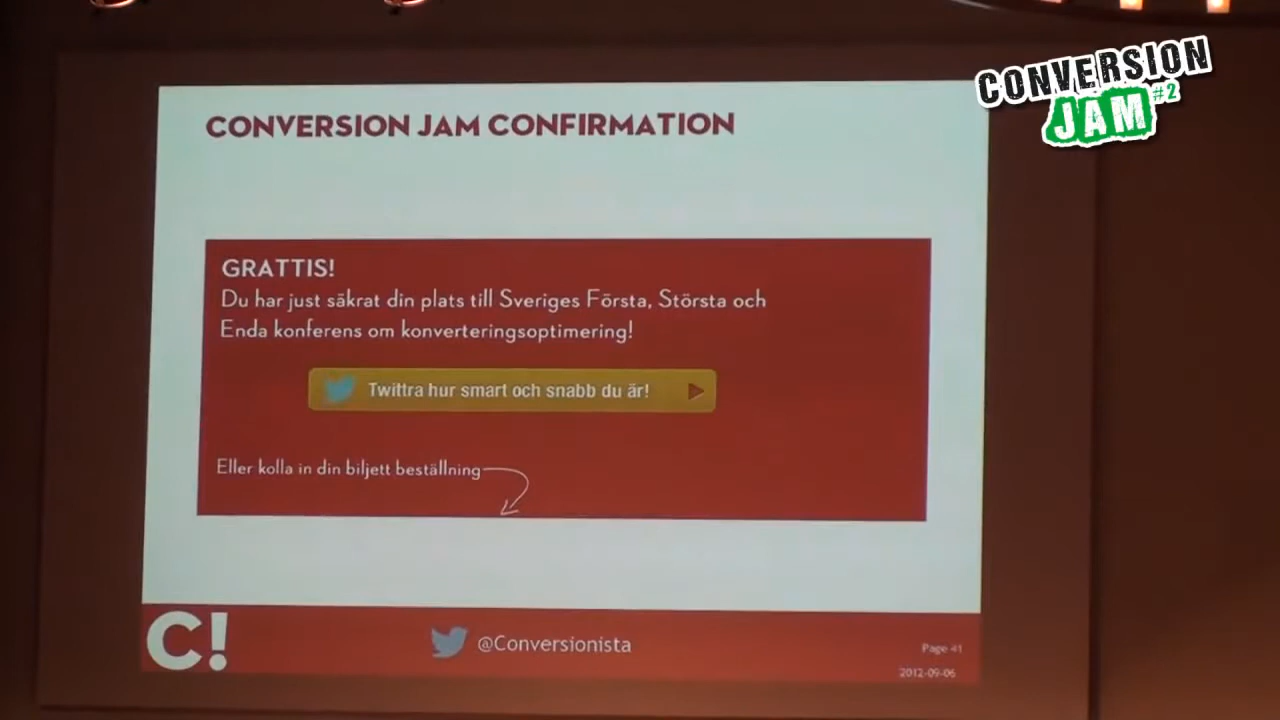 CONVERSION
JAM #2
CONVERSION JAM CONFIRMATION
GRATTIS!
Du har just säkrat din plats till Sveriges Första, Största och
Enda konferens om konverteringsoptimering!
Twittra hur smart och snabb du är!
Eller kolla in din biljett beställning
C!
@Conversionista
Page 41
2012-09-06